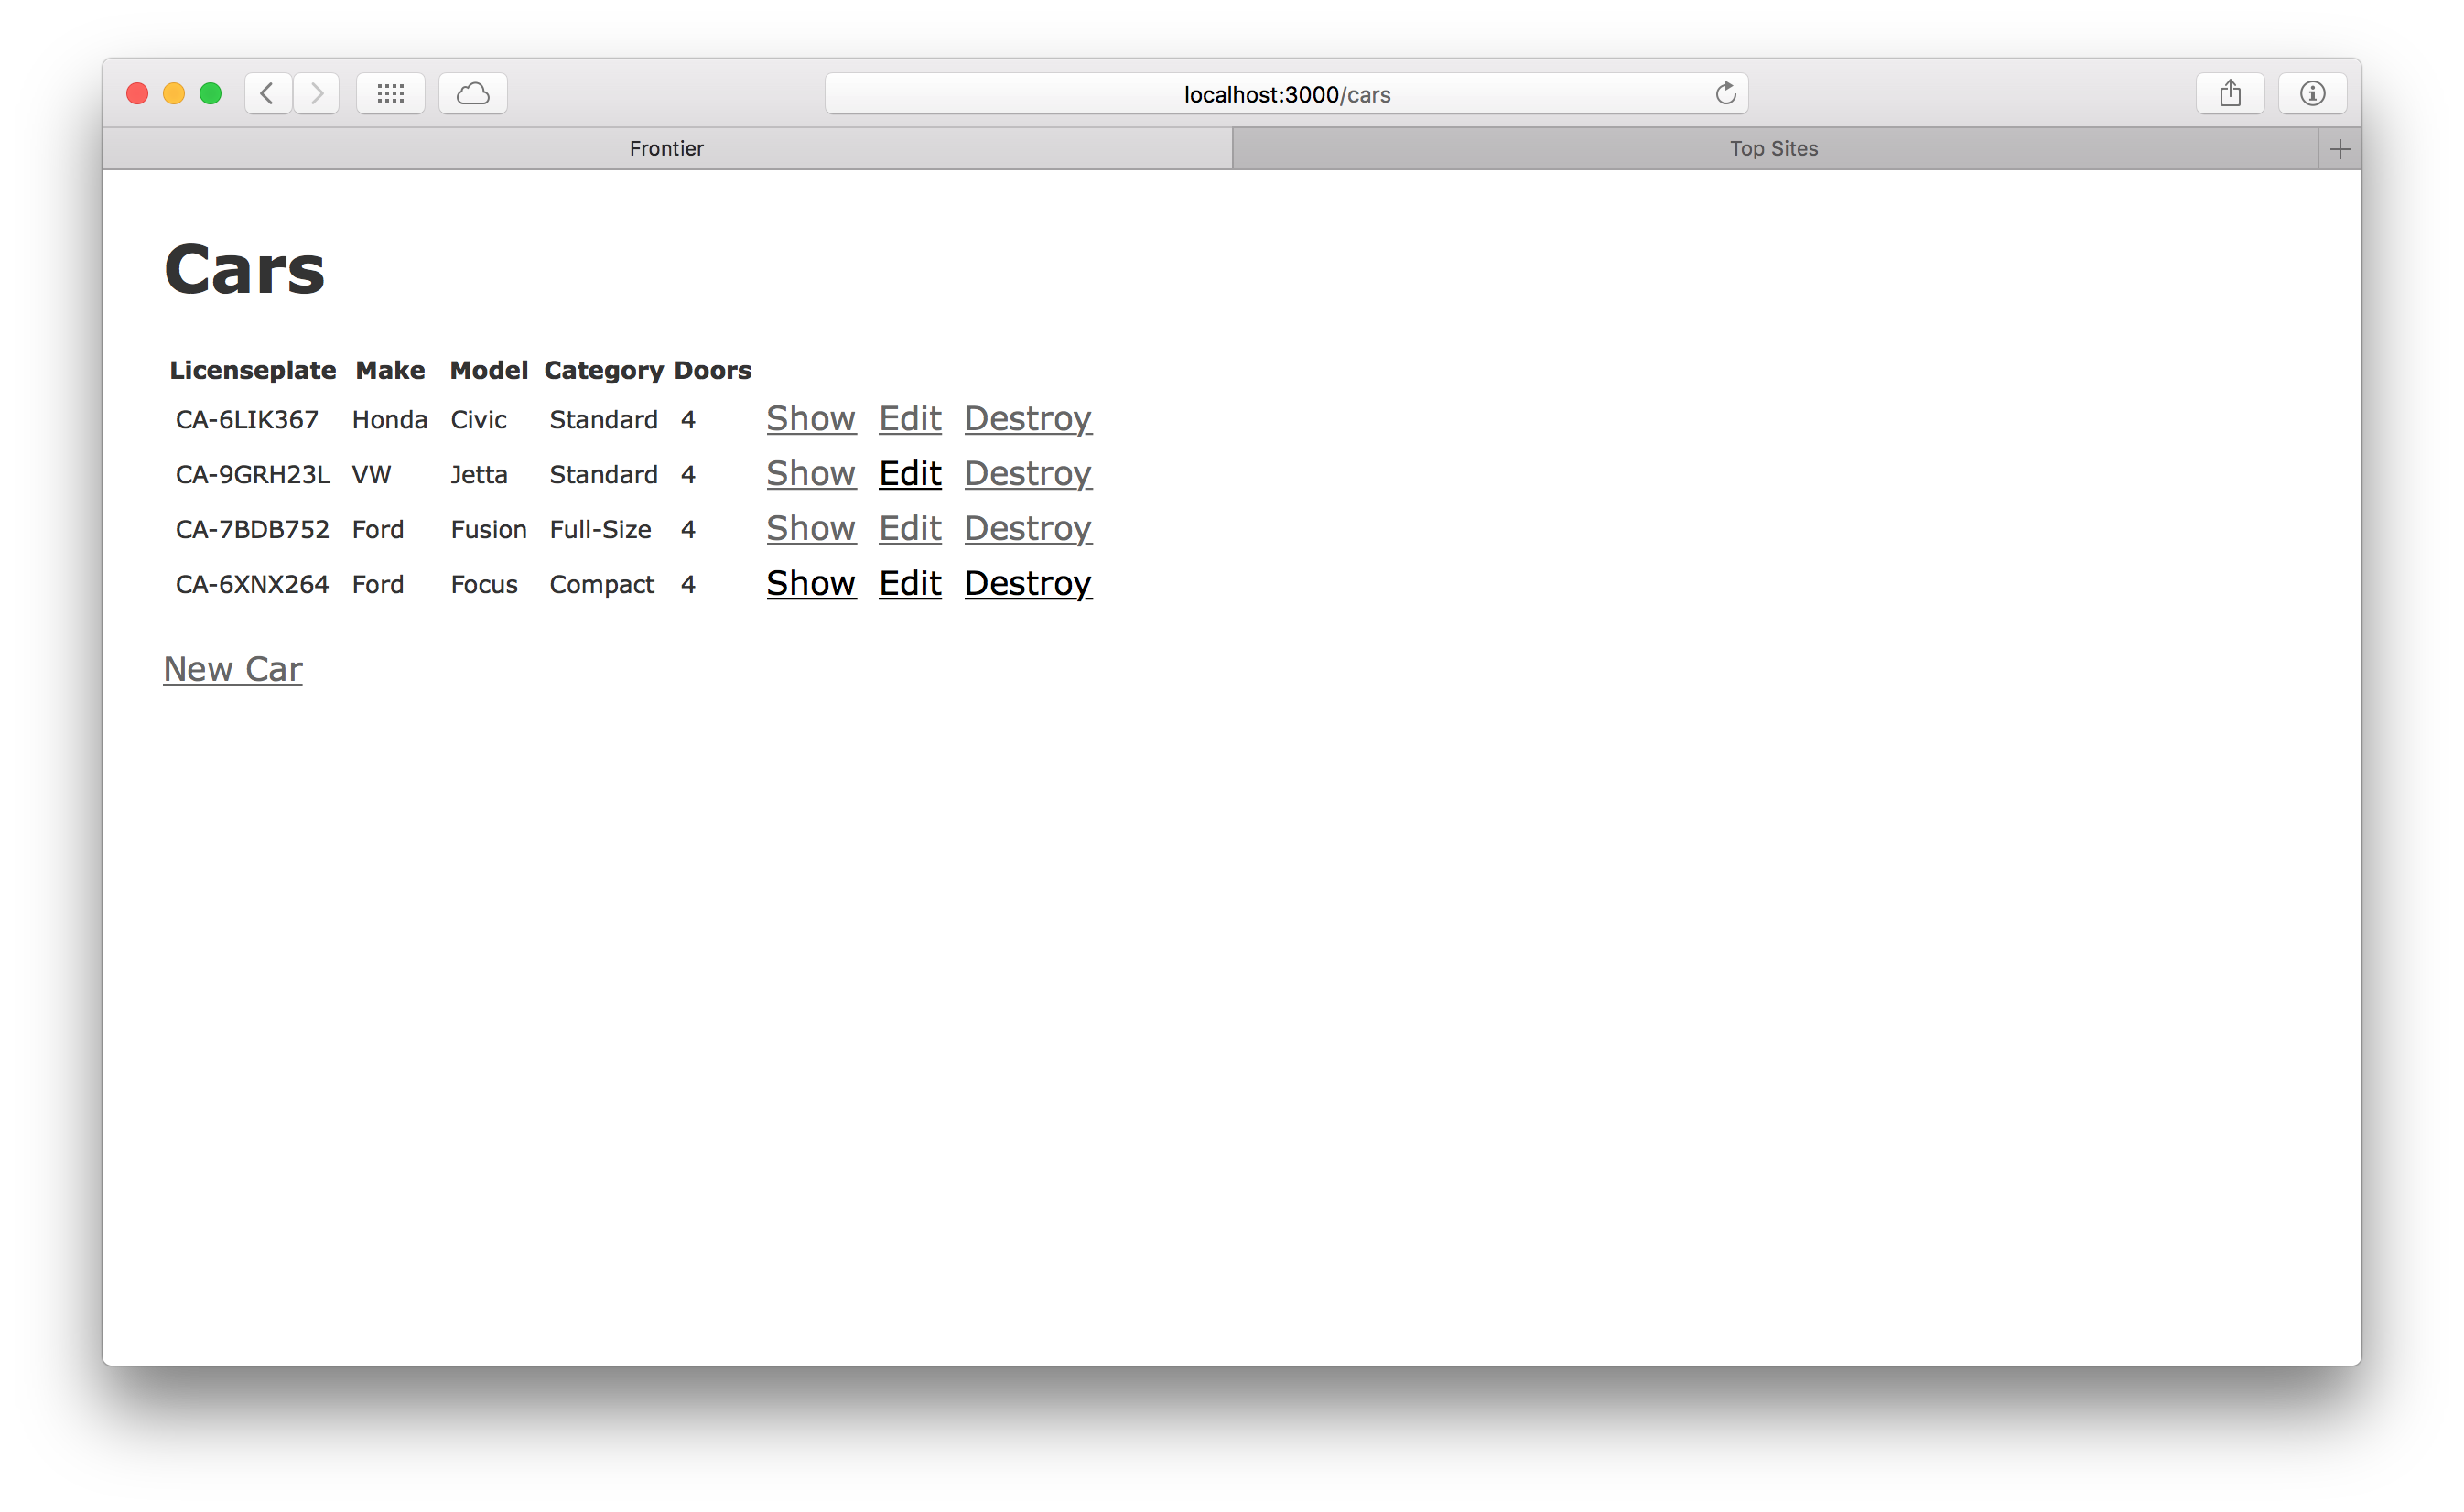 localhost:3000/cars
Frontier Top Sites
Cars
Licenseplate Make Model Category Doors
CA-6LIK367 Honda Civic Standard 4 Show Edit Destroy
CA-9GRH23L VW Jetta Standard 4 Show Edit Destroy
CA-7BDB752 Ford Fusion Full-Size 4 Show Edit Destroy
CA-6XNX264 Ford Focus Compact 4 Show Edit Destroy
New Car